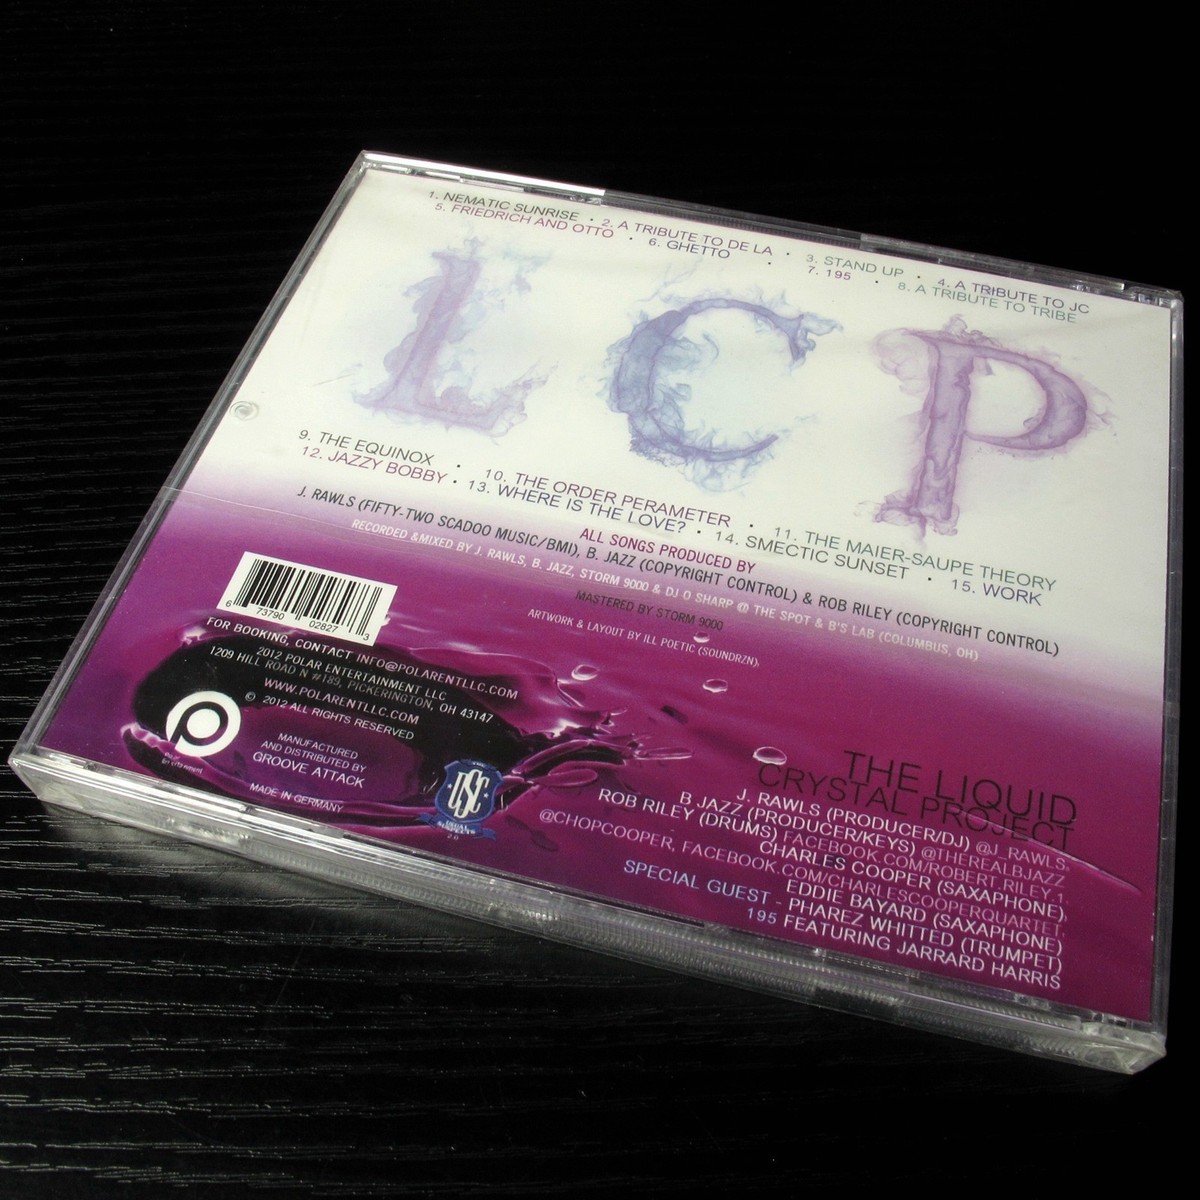 1. NEMATIC SUNRISE · 2. A TRIBUTE TO DE LA · 3. STAND UP · 4. A TRIBUTE TO JC
5. FRIEDRICH AND OTTO · 6. GHETTO · 7. 195 · 8. A TRIBUTE TO TRIBE
LCP
9. THE EQUINOX · 10. THE ORDER PERAMETER · 11. THE MAIER-SAUPE THEORY
12. JAZZY BOBBY · 13. WHERE IS THE LOVE? · 14. SMECTIC SUNSET · 15. WORK
ALL SONGS PRODUCED BY
J. RAWLS (FIFTY-TWO SCADOO MUSIC/BMI), B. JAZZ (COPYRIGHT CONTROL) & ROB RILEY (COPYRIGHT CONTROL)
RECORDED &MIXED BY J. RAWLS, B. JAZZ, STORM 9000 & DJ O SHARP @ THE SPOT & B'S LAB (COLUMBUS, OH)
MASTERED BY STORM 9000
ARTWORK & LAYOUT BY ILL POETIC (SOUNDRZN),
6 73790 02827 3
FOR BOOKING, CONTACT INFO@POLARENTLLC.COM
2012 POLAR ENTERTAINMENT LLC
1209 HILL ROAD N #189, PICKERINGTON, OH 43147
WWW.POLARENTLLC.COM
© 2012 ALL RIGHTS RESERVED
MANUFACTURED
AND DISTRIBUTED BY
GROOVE ATTACK
MADE IN GERMANY
USC
2.0
THE LIQUID
CRYSTAL PROJECT
J. RAWLS (PRODUCER/DJ) @J_RAWLS,
B JAZZ (PRODUCER/KEYS) @THEREALBJAZZ
ROB RILEY (DRUMS) FACEBOOK.COM/ROBERT.RILEY.1,
CHARLES COOPER (SAXAPHONE),
@CHOPCOOPER, FACEBOOK.COM/CHARLESCOOPERQUARTET,
EDDIE BAYARD (SAXAPHONE)
SPECIAL GUEST - PHAREZ WHITTED (TRUMPET)
195 FEATURING JARRARD HARRIS